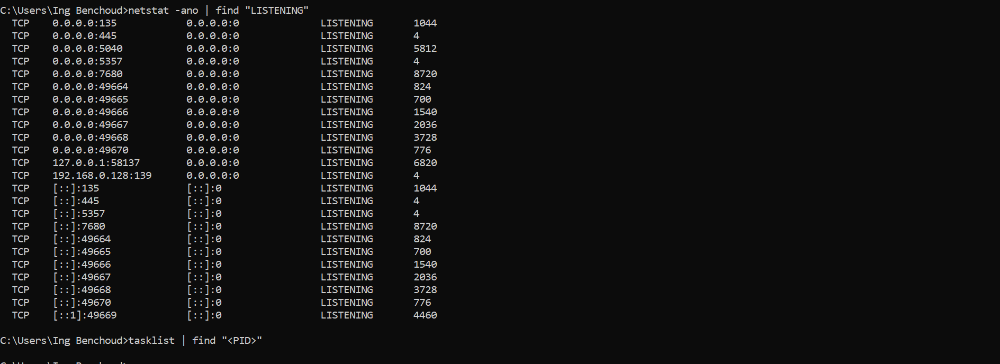 C:\Users\Ing Benchoud>netstat -ano | find "LISTENING"
  TCP    0.0.0.0:135            0.0.0.0:0              LISTENING       1044
  TCP    0.0.0.0:445            0.0.0.0:0              LISTENING       4
  TCP    0.0.0.0:5040           0.0.0.0:0              LISTENING       5812
  TCP    0.0.0.0:5357           0.0.0.0:0              LISTENING       4
  TCP    0.0.0.0:7680           0.0.0.0:0              LISTENING       8720
  TCP    0.0.0.0:49664          0.0.0.0:0              LISTENING       824
  TCP    0.0.0.0:49665          0.0.0.0:0              LISTENING       700
  TCP    0.0.0.0:49666          0.0.0.0:0              LISTENING       1540
  TCP    0.0.0.0:49667          0.0.0.0:0              LISTENING       2036
  TCP    0.0.0.0:49668          0.0.0.0:0              LISTENING       3728
  TCP    0.0.0.0:49670          0.0.0.0:0              LISTENING       776
  TCP    127.0.0.1:58137        0.0.0.0:0              LISTENING       6820
  TCP    192.168.0.128:139      0.0.0.0:0              LISTENING       4
  TCP    [::]:135               [::]:0                 LISTENING       1044
  TCP    [::]:445               [::]:0                 LISTENING       4
  TCP    [::]:5357              [::]:0                 LISTENING       4
  TCP    [::]:7680              [::]:0                 LISTENING       8720
  TCP    [::]:49664             [::]:0                 LISTENING       824
  TCP    [::]:49665             [::]:0                 LISTENING       700
  TCP    [::]:49666             [::]:0                 LISTENING       1540
  TCP    [::]:49667             [::]:0                 LISTENING       2036
  TCP    [::]:49668             [::]:0                 LISTENING       3728
  TCP    [::]:49670             [::]:0                 LISTENING       776
  TCP    [::1]:49669            [::]:0                 LISTENING       4460
C:\Users\Ing Benchoud>tasklist | find "<PID>"
C:\Users\Ing Benchoud>